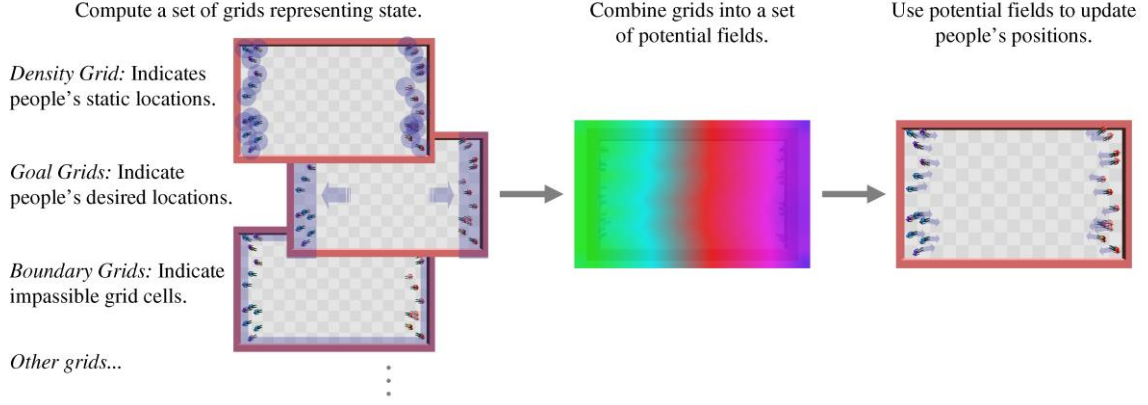 Compute a set of grids representing state.
Combine grids into a set
of potential fields.
Use potential fields to update
people's positions.
Density Grid: Indicates
people's static locations.
Goal Grids: Indicate
people's desired locations.
Boundary Grids: Indicate
impassible grid cells.
Other grids...